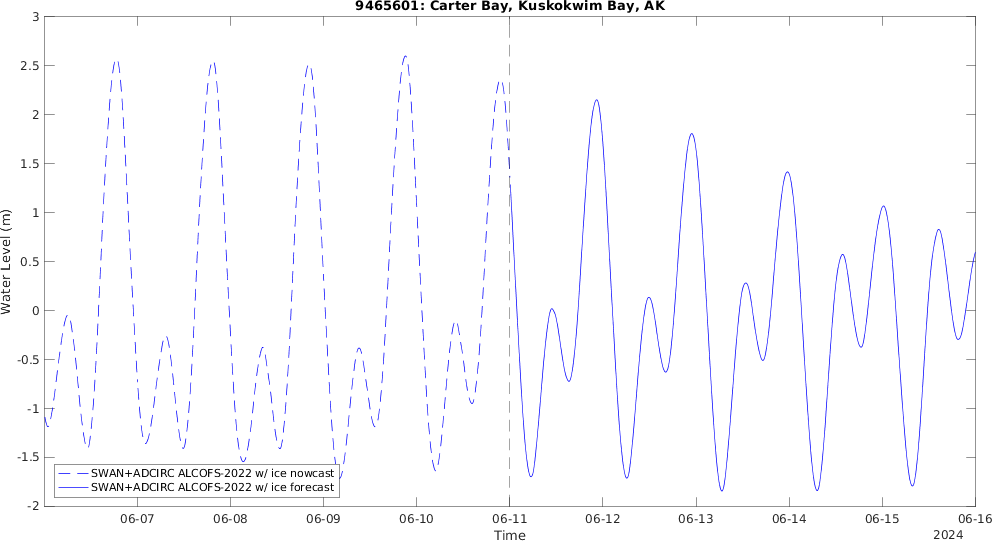 9465601: Carter Bay, Kuskokwim Bay, AK
3
2.5
2
1.5
1
0.5
0
-0.5
-1
-1.5
-2
Water Level (m)
SWAN+ADCIRC ALCOFS-2022 w/ ice nowcast
SWAN+ADCIRC ALCOFS-2022 w/ ice forecast
06-07 06-08 06-09 06-10 06-11 06-12 06-13 06-14 06-15 06-16
Time
2024